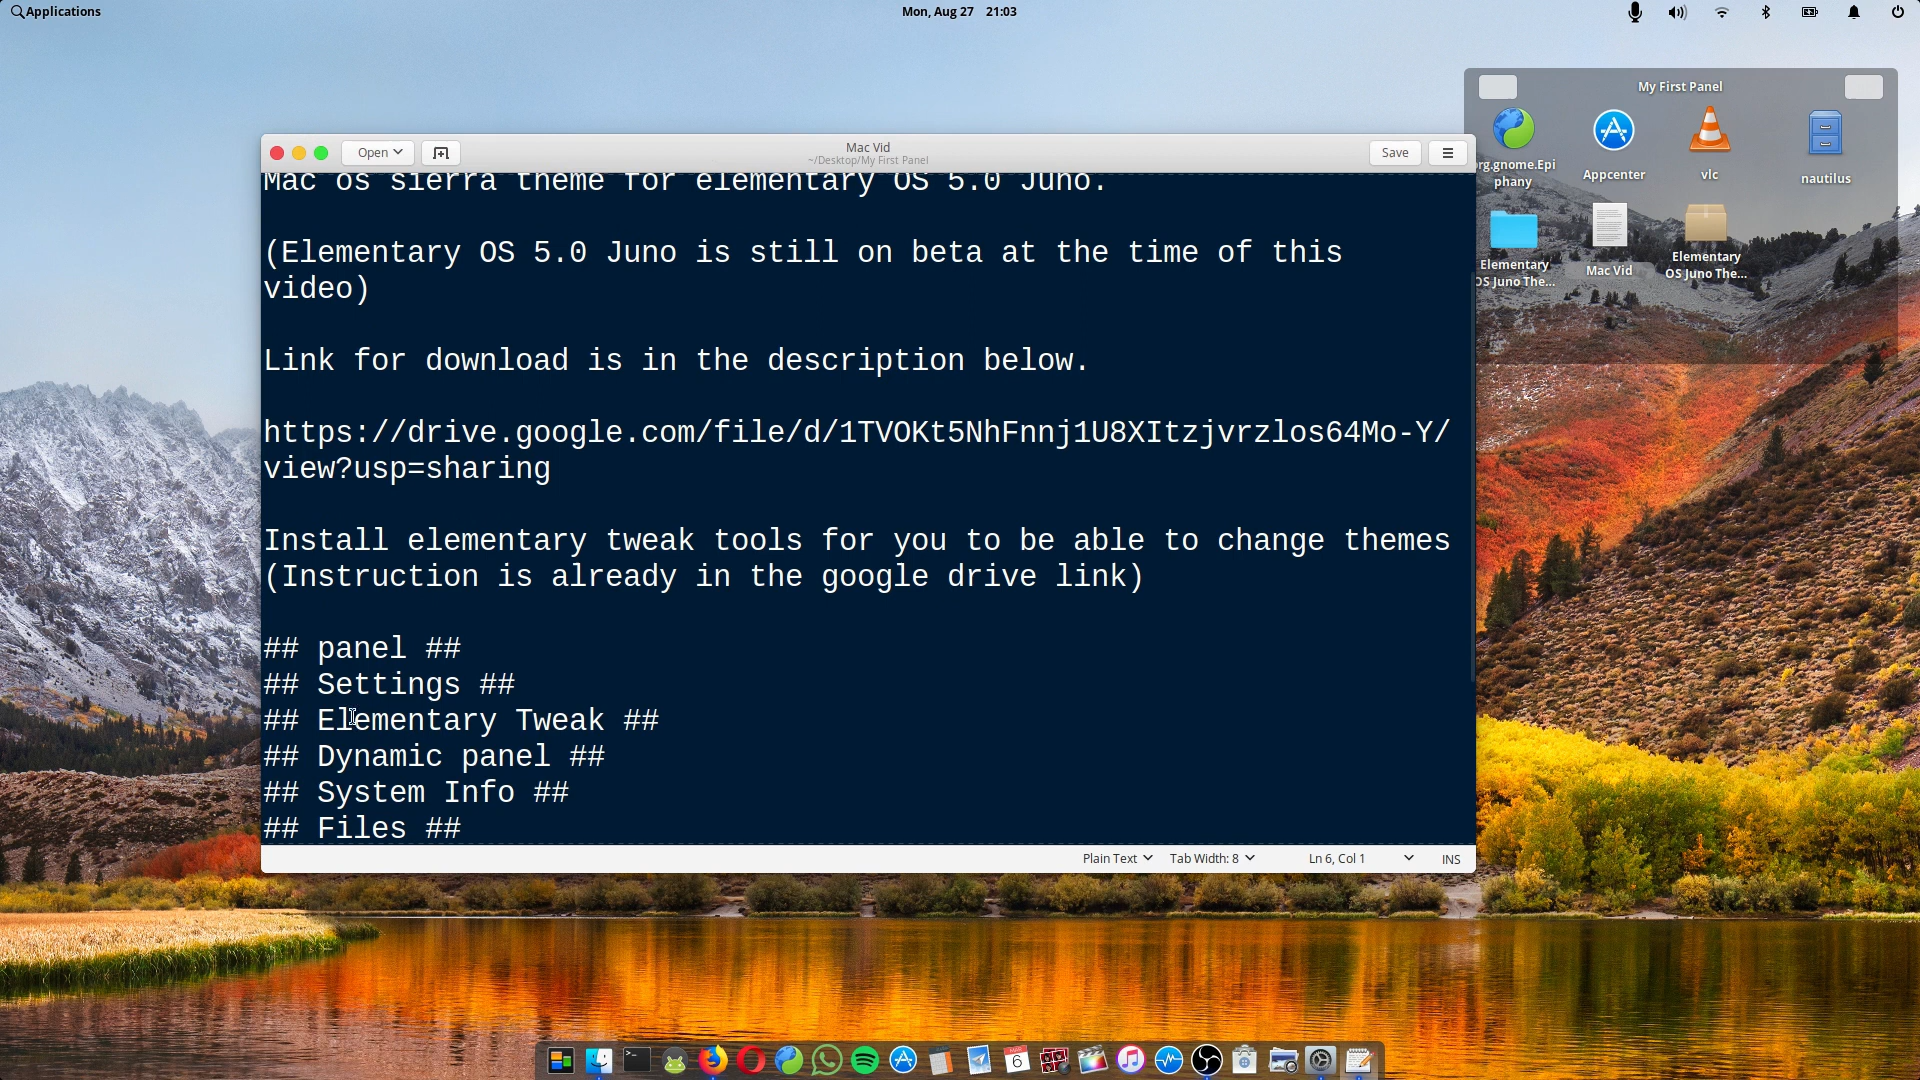 Applications
Mon, Aug 27 21:03
My First Panel
org.gnome.Epi
phany
Appcenter
vlc
nautilus
Elementary
OS Juno The...
Mac Vid
Elementary
OS Juno The...
Open
Mac Vid
~/Desktop/My First Panel
Save
Mac os sierra theme for elementary OS 5.0 Juno.
(Elementary OS 5.0 Juno is still on beta at the time of this
video)
Link for download is in the description below.
https://drive.google.com/file/d/1TVOKt5NhFnnj1U8XItzjvrzlos64Mo-Y/
view?usp=sharing
Install elementary tweak tools for you to be able to change themes
(Instruction is already in the google drive link)
## panel ##
## Settings ##
## Elementary Tweak ##
## Dynamic panel ##
## System Info ##
## Files ##
Plain Text
Tab Width: 8
Ln 6, Col 1
INS
6